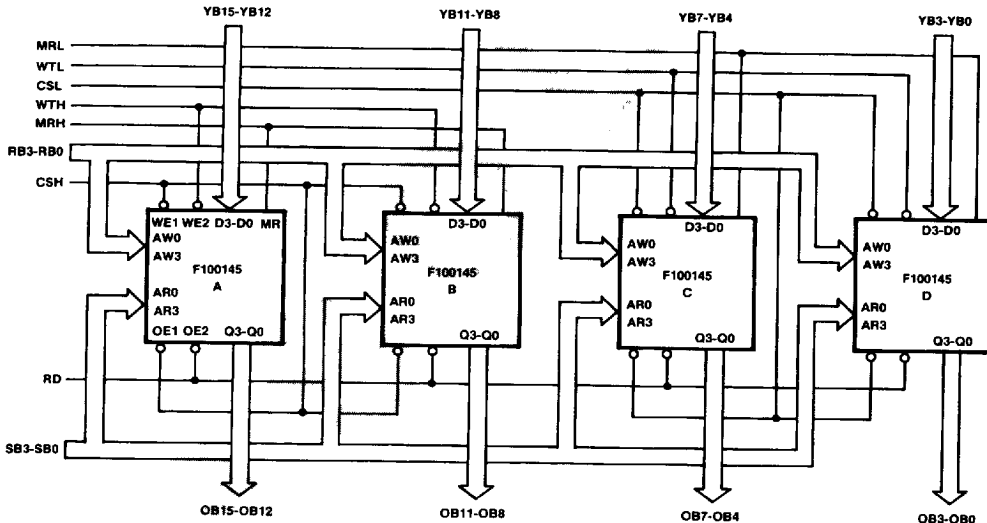 YB15-YB12 YB11-YB8 YB7-YB4 YB3-YB0
MRL
WTL
CSL
WTH
MRH
RB3-RB0
CSH
WE1 WE2 D3-D0 MR
AW0
AW3
F100145
A
AR0
AR3
OE1 OE2 Q3-Q0
D3-D0
AW0
AW3
F100145
B
AR0
AR3
Q3-Q0
D3-D0
AW0
AW3
F100145
C
AR0
AR3
Q3-Q0
D3-D0
AW0
AW3
F100145
D
AR0
AR3
Q3-Q0
RD
SB3-SB0
OB15-OB12 OB11-OB8 OB7-OB4 OB3-OB0